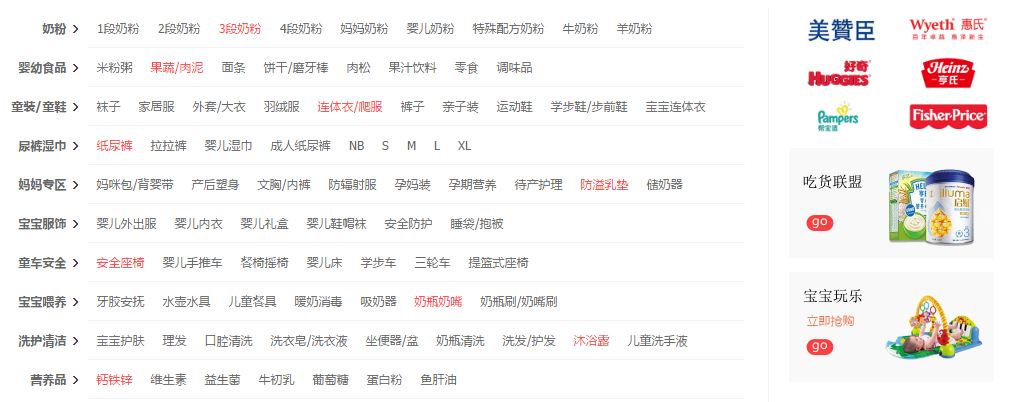 奶粉 > 1段奶粉 2段奶粉 3段奶粉 4段奶粉 妈妈奶粉 婴儿奶粉 特殊配方奶粉 牛奶粉 羊奶粉
婴幼食品 > 米粉粥 果蔬/肉泥 面条 饼干/磨牙棒 肉松 果汁饮料 零食 调味品
童装/童鞋 > 袜子 家居服 外套/大衣 羽绒服 连体衣/爬服 裤子 亲子装 运动鞋 学步鞋/步前鞋 宝宝连体衣
尿裤湿巾 > 纸尿裤 拉拉裤 婴儿湿巾 成人纸尿裤 NB S M L XL
妈妈专区 > 妈咪包/背婴带 产后塑身 文胸/内裤 防辐射服 孕妈装 孕期营养 待产护理 防溢乳垫 储奶器
宝宝服饰 > 婴儿外出服 婴儿内衣 婴儿礼盒 婴儿鞋帽袜 安全防护 睡袋/抱被
童车安全 > 安全座椅 婴儿手推车 餐椅摇椅 婴儿床 学步车 三轮车 提篮式座椅
宝宝喂养 > 牙胶安抚 水壶水具 儿童餐具 暖奶消毒 吸奶器 奶瓶奶嘴 奶瓶刷/奶嘴刷
洗护清洁 > 宝宝护肤 理发 口腔清洗 洗衣皂/洗衣液 坐便器/盆 奶瓶清洗 洗发/护发 沐浴露 儿童洗手液
营养品 > 钙铁锌 维生素 益生菌 牛初乳 葡萄糖 蛋白粉 鱼肝油
美赞臣
Wyeth 惠氏
百年卓越 惠泽新生
好奇
HUGGIES
Heinz
亨氏
Pampers
帮宝适
Fisher-Price
吃货联盟
go
illuma
启赋
3
宝宝玩乐
立即抢购
go